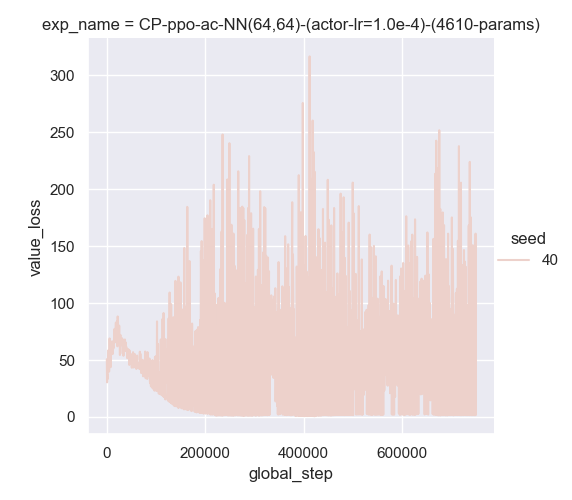 exp_name = CP-ppo-ac-NN(64,64)-(actor-lr=1.0e-4)-(4610-params)
300
250
200
150
100
50
0
value_loss
0 200000 400000 600000
global_step
seed
40